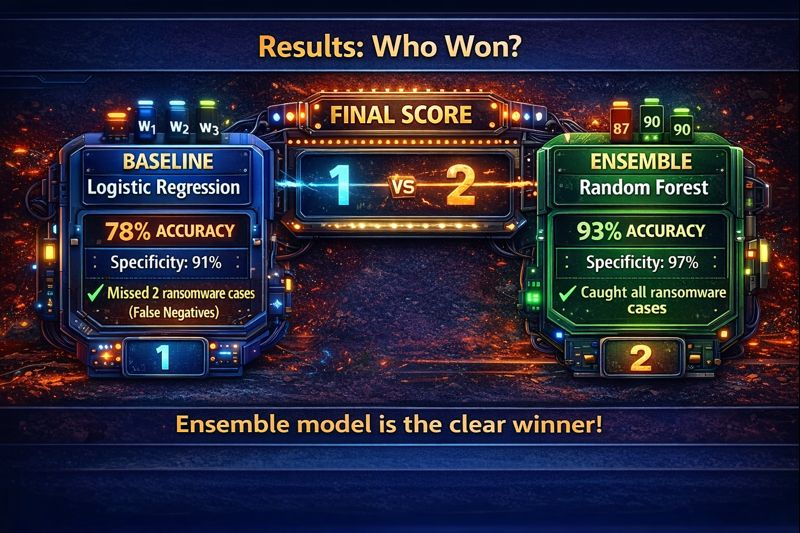 Results: Who Won?
FINAL SCORE
1 VS 2
W1 W2 W3
BASELINE
Logistic Regression
78% ACCURACY
Specificity: 91%
✓ Missed 2 ransomware cases
(False Negatives)
1
87 90 90
ENSEMBLE
Random Forest
93% ACCURACY
Specificity: 97%
✓ Caught all ransomware
cases
2
Ensemble model is the clear winner!